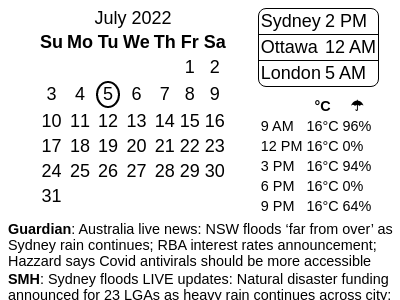 July 2022
Su Mo Tu We Th Fr Sa
1 2
3 4 5 6 7 8 9
10 11 12 13 14 15 16
17 18 19 20 21 22 23
24 25 26 27 28 29 30
31
Sydney 2 PM
Ottawa 12 AM
London 5 AM
°C ☂
9 AM 16°C 96%
12 PM 16°C 0%
3 PM 16°C 94%
6 PM 16°C 0%
9 PM 16°C 64%
Guardian: Australia live news: NSW floods ‘far from over’ as
Sydney rain continues; RBA interest rates announcement;
Hazzard says Covid antivirals should be more accessible
SMH: Sydney floods LIVE updates: Natural disaster funding
announced for 23 LGAs as heavy rain continues across city;